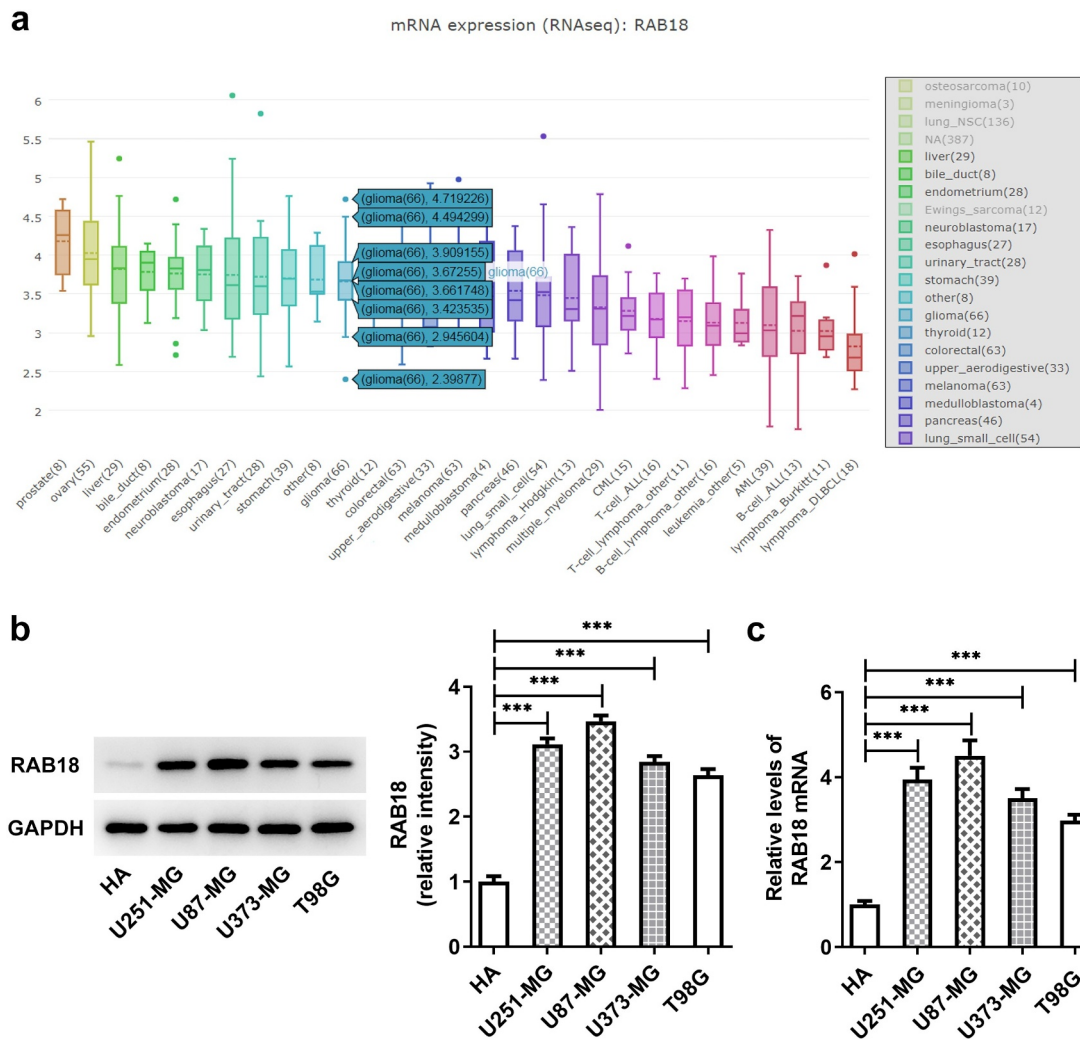 a
mRNA expression (RNAseq): RAB18
6
5.5
5
4.5
4
3.5
3
2.5
2
(glioma(66), 4.719226)
(glioma(66), 4.494299)
(glioma(66), 3.909155)
(glioma(66), 3.67255)
glioma(66)
(glioma(66), 3.661748)
(glioma(66), 3.423535)
(glioma(66), 2.945604)
(glioma(66), 2.39877)
prostate(8)
ovary(55)
liver(29)
bile_duct(8)
endometrium(28)
neuroblastoma(17)
esophagus(27)
urinary_tract(28)
stomach(39)
other(8)
glioma(66)
thyroid(12)
colorectal(63)
upper_aerodigestive(33)
melanoma(63)
medulloblastoma(4)
pancreas(46)
lung_small_cell(54)
lymphoma_Hodgkin(13)
multiple_myeloma(29)
CML(15)
T-cell_ALL(16)
T-cell_lymphoma_other(11)
B-cell_lymphoma_other(16)
leukemia_other(5)
AML(39)
B-cell_ALL(13)
lymphoma_Burkitt(11)
lymphoma_DLBCL(18)
osteosarcoma(10)
meningioma(3)
lung_NSC(136)
NA(387)
liver(29)
bile_duct(8)
endometrium(28)
Ewings_sarcoma(12)
neuroblastoma(17)
esophagus(27)
urinary_tract(28)
stomach(39)
other(8)
glioma(66)
thyroid(12)
colorectal(63)
upper_aerodigestive(33)
melanoma(63)
medulloblastoma(4)
pancreas(46)
lung_small_cell(54)
b
RAB18
GAPDH
HA
U251-MG
U87-MG
U373-MG
T98G
RAB18
(relative intensity)
4
3
2
1
0
***
***
***
***
HA
U251-MG
U87-MG
U373-MG
T98G
c
Relative levels of
RAB18 mRNA
6
4
2
0
***
***
***
***
HA
U251-MG
U87-MG
U373-MG
T98G